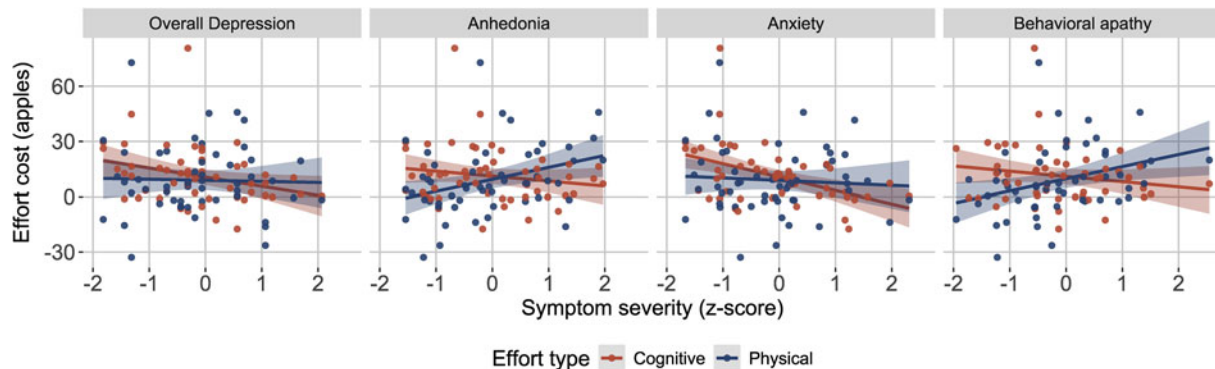 Overall Depression Anhedonia Anxiety Behavioral apathy
Effort cost (apples)
60
30
0
-30
-2 -1 0 1 2 -2 -1 0 1 2 -2 -1 0 1 2 -2 -1 0 1 2
Symptom severity (z-score)
Effort type Cognitive Physical